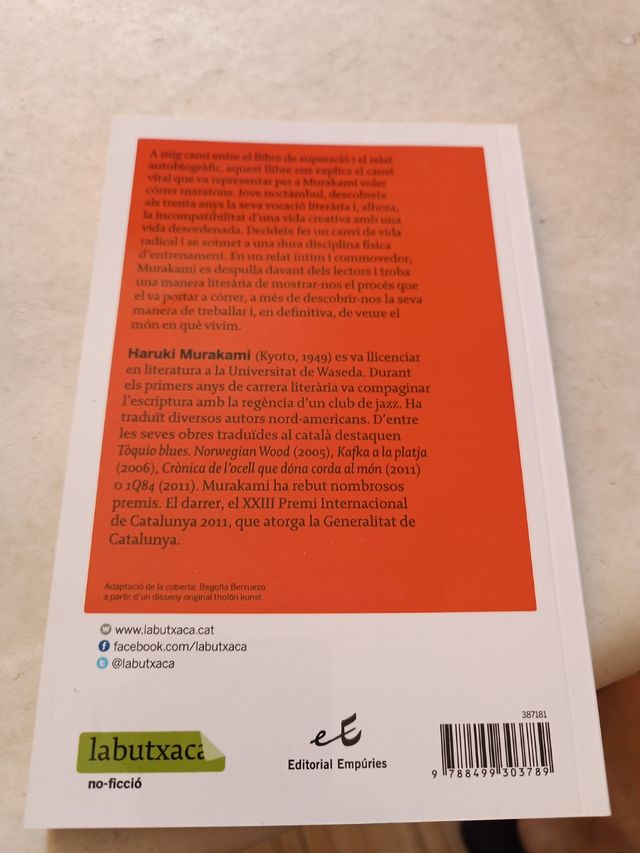 A mig camí entre el llibre de superació i el relat
autobiogràfic, aquest llibre ens explica el canvi
vital que va representar per a Murakami voler
córrer maratons. Jove noctàmbul, descobreix
als trenta anys la seva vocació literària i, alhora,
la incompatibilitat d'una vida creativa amb una
vida desordenada. Decideix fer un canvi de vida
radical i se sotmet a una dura disciplina física
d'entrenament. En un relat íntim i commovedor,
Murakami es despulla davant dels lectors i troba
una manera literària de mostrar-nos el procés que
el va portar a córrer, a més de descobrir-nos la seva
manera de treballar i, en definitiva, de veure el
món en què vivim.
Haruki Murakami (Kyoto, 1949) es va llicenciar
en literatura a la Universitat de Waseda. Durant
els primers anys de carrera literària va compaginar
l'escriptura amb la regència d'un club de jazz. Ha
traduït diversos autors nord-americans. D'entre
les seves obres traduïdes al català destaquen
Tòquio blues. Norwegian Wood (2005), Kafka a la platja
(2006), Crònica de l'ocell que dóna corda al món (2011)
o 1Q84 (2011). Murakami ha rebut nombrosos
premis. El darrer, el XXIII Premi Internacional
de Catalunya 2011, que atorga la Generalitat de
Catalunya.
Adaptació de la coberta: Begoña Berruezo
a partir d'un disseny original tholön kunst
w www.labutxaca.cat
f facebook.com/labutxaca
t @labutxaca
387181
labutxaca
no-ficció
eE
Editorial Empúries
9 788499 303789